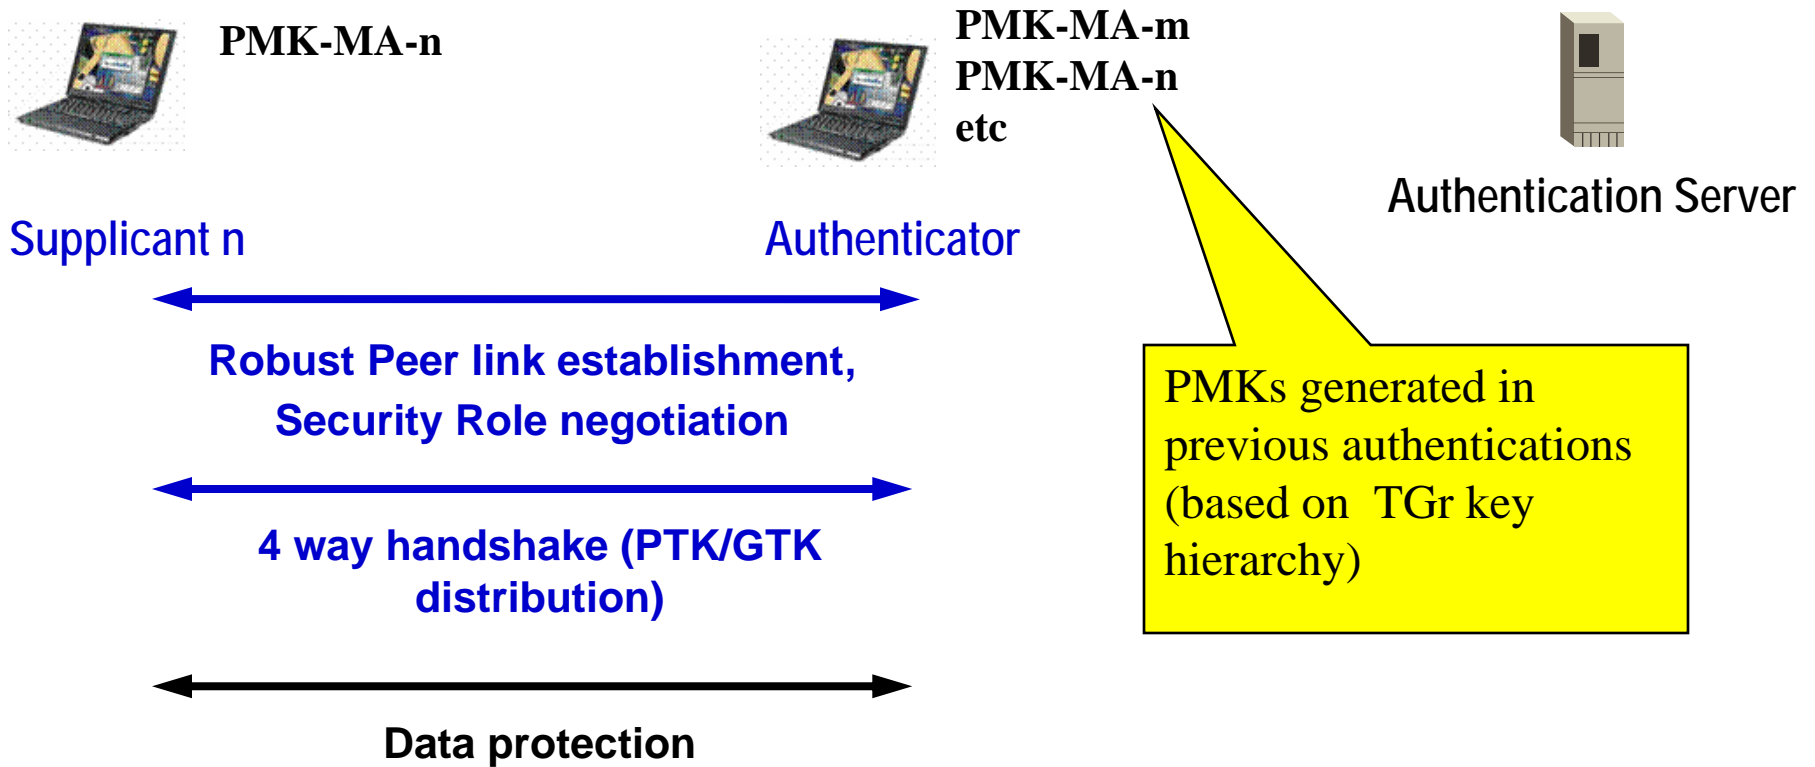 PMK-MA-n
PMK-MA-m
PMK-MA-n
etc
Authentication Server
Supplicant n
Authenticator
Robust Peer link establishment,
Security Role negotiation
4 way handshake (PTK/GTK
distribution)
Data protection
PMKs generated in
previous authentications
(based on TGr key
hierarchy)